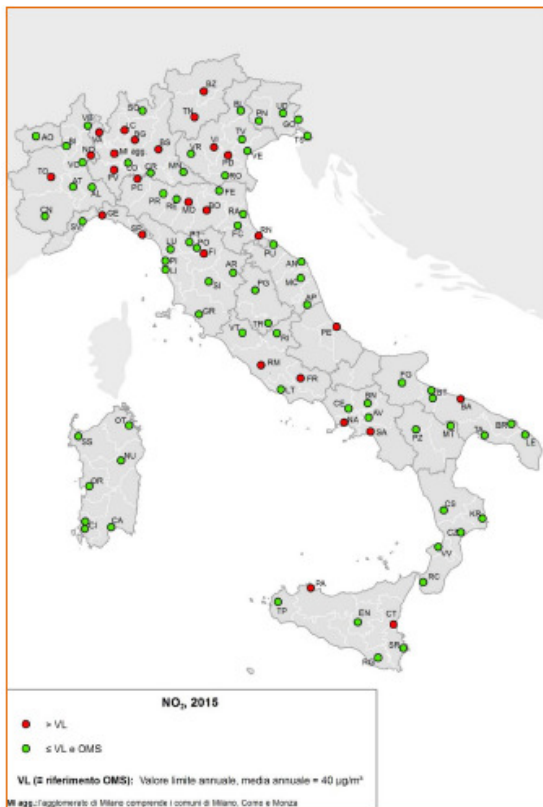 BZ
SO
TN
BL
UD
PN
GO
VB
LC
VA
BG
AO
BI
NO
MI agg.
BS
VR
VI
TV
TS
VE
PD
TO
VC
LO
CR
MN
RO
PV
PC
AT
AL
FE
PR
RE
MO
BO
RA
CN
GE
SV
SP
FC
RN
LU
PO
FI
PU
PI
LI
AR
AN
MC
SI
PG
AP
GR
VT
TR
RI
PE
RM
FR
LT
FG
CE
BN
BT
BA
NA
AV
SA
PZ
MT
TA
BR
LE
OT
SS
NU
OR
CI
CA
CS
KR
CZ
VV
RC
PA
TP
EN
CT
SR
RG
NO₂, 2015
> VL
≤ VL e OMS
VL (≡ riferimento OMS): Valore limite annuale, media annuale = 40 µg/m³
MI agg.:l'agglomerato di Milano comprende i comuni di Milano, Como e Monza